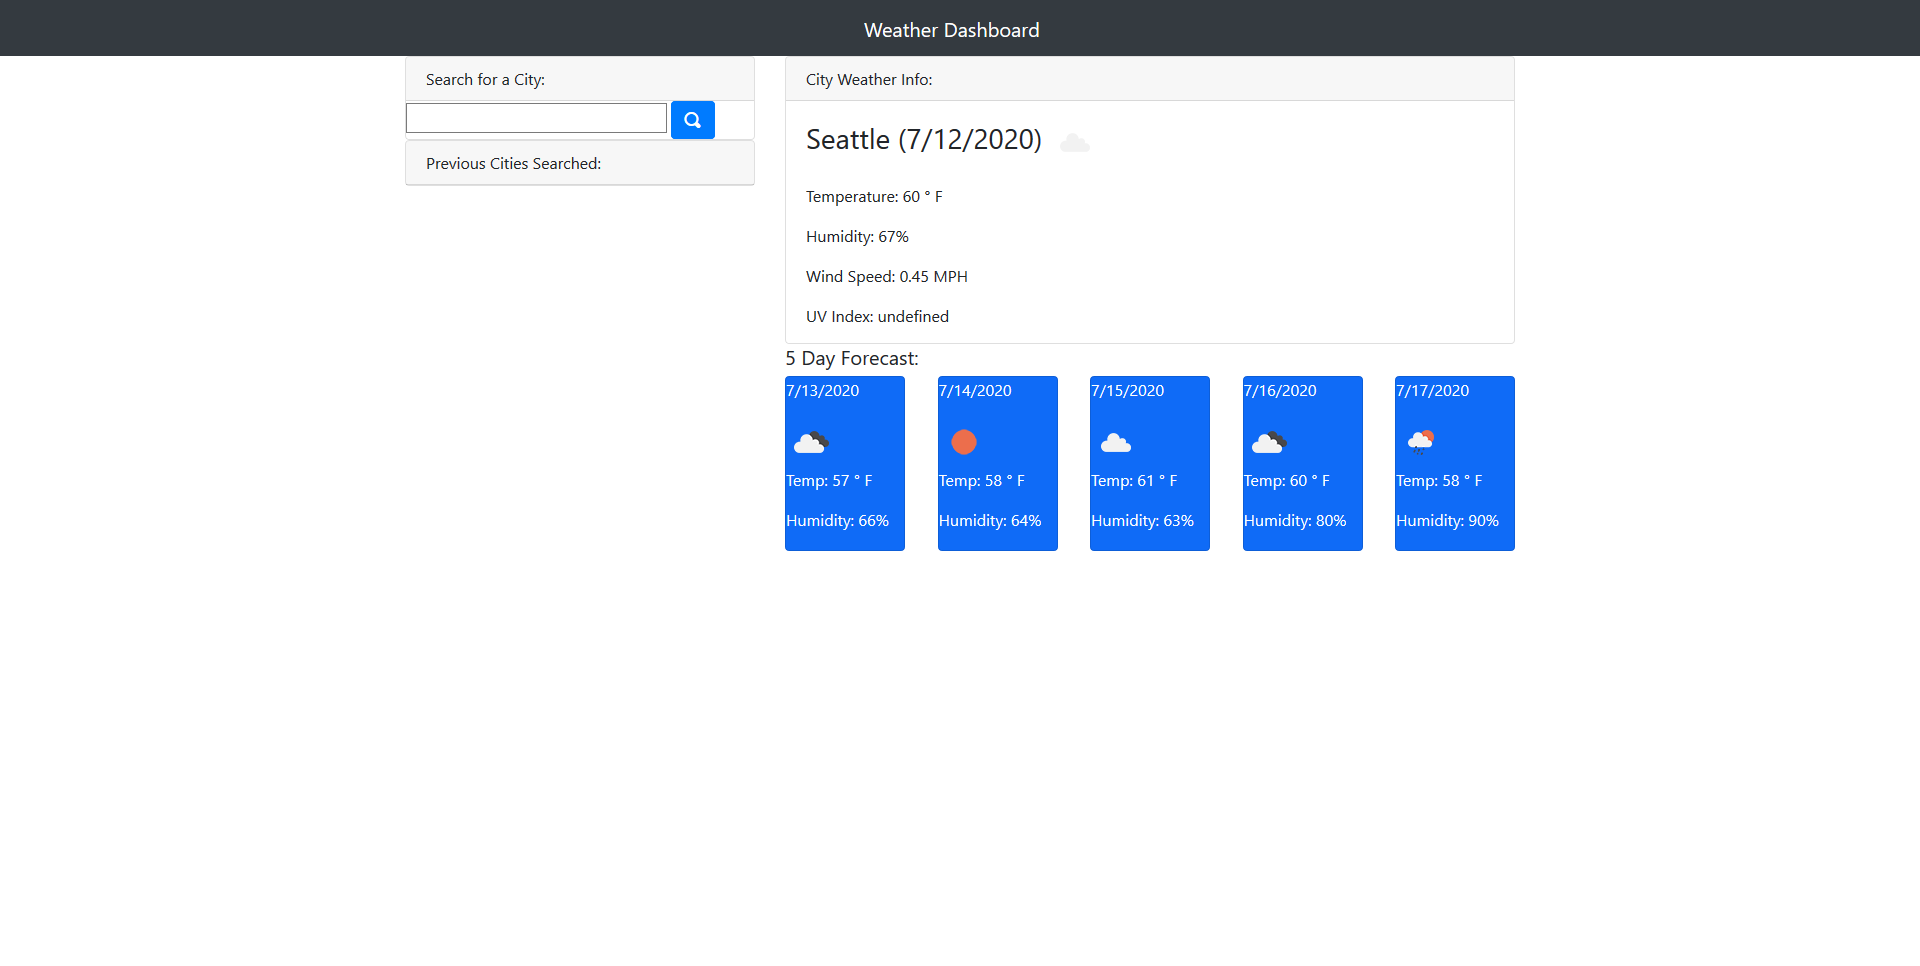 Weather Dashboard
Search for a City:
Previous Cities Searched:
City Weather Info:
Seattle (7/12/2020)
Temperature: 60 ° F
Humidity: 67%
Wind Speed: 0.45 MPH
UV Index: undefined
5 Day Forecast:
7/13/2020
Temp: 57 ° F
Humidity: 66%
7/14/2020
Temp: 58 ° F
Humidity: 64%
7/15/2020
Temp: 61 ° F
Humidity: 63%
7/16/2020
Temp: 60 ° F
Humidity: 80%
7/17/2020
Temp: 58 ° F
Humidity: 90%